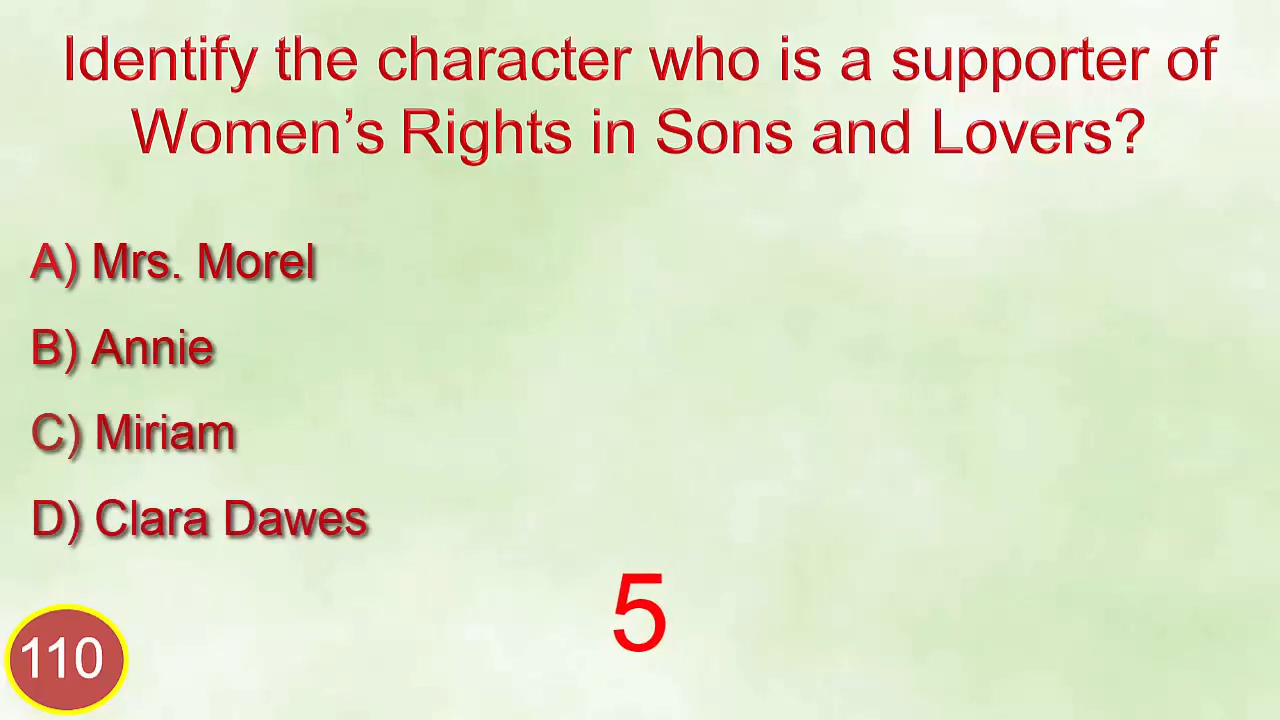 Identify the character who is a supporter of
Women’s Rights in Sons and Lovers?
A) Mrs. Morel
B) Annie
C) Miriam
D) Clara Dawes
5
110